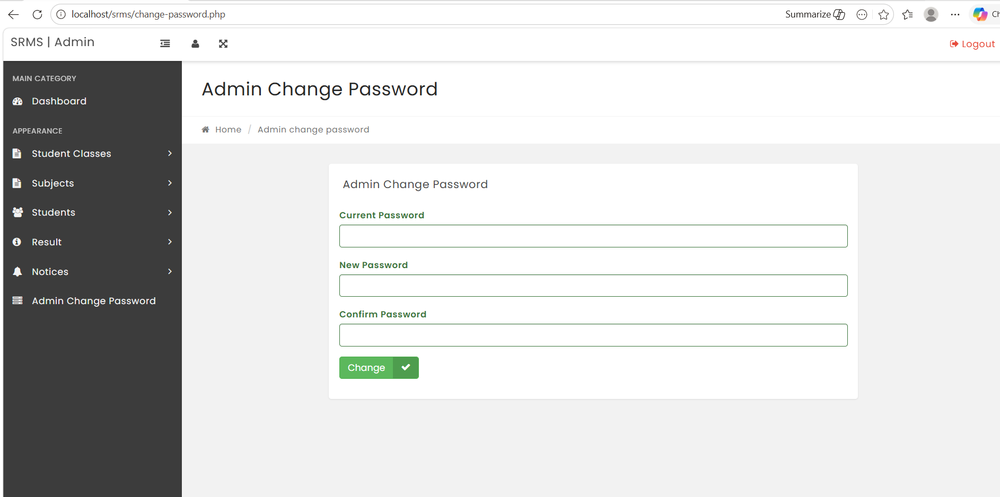 localhost/srms/change-password.php
Summarize
SRMS | Admin
Logout
MAIN CATEGORY
Dashboard
APPEARANCE
Student Classes
Subjects
Students
Result
Notices
Admin Change Password
Admin Change Password
Home / Admin change password
Admin Change Password
Current Password
New Password
Confirm Password
Change